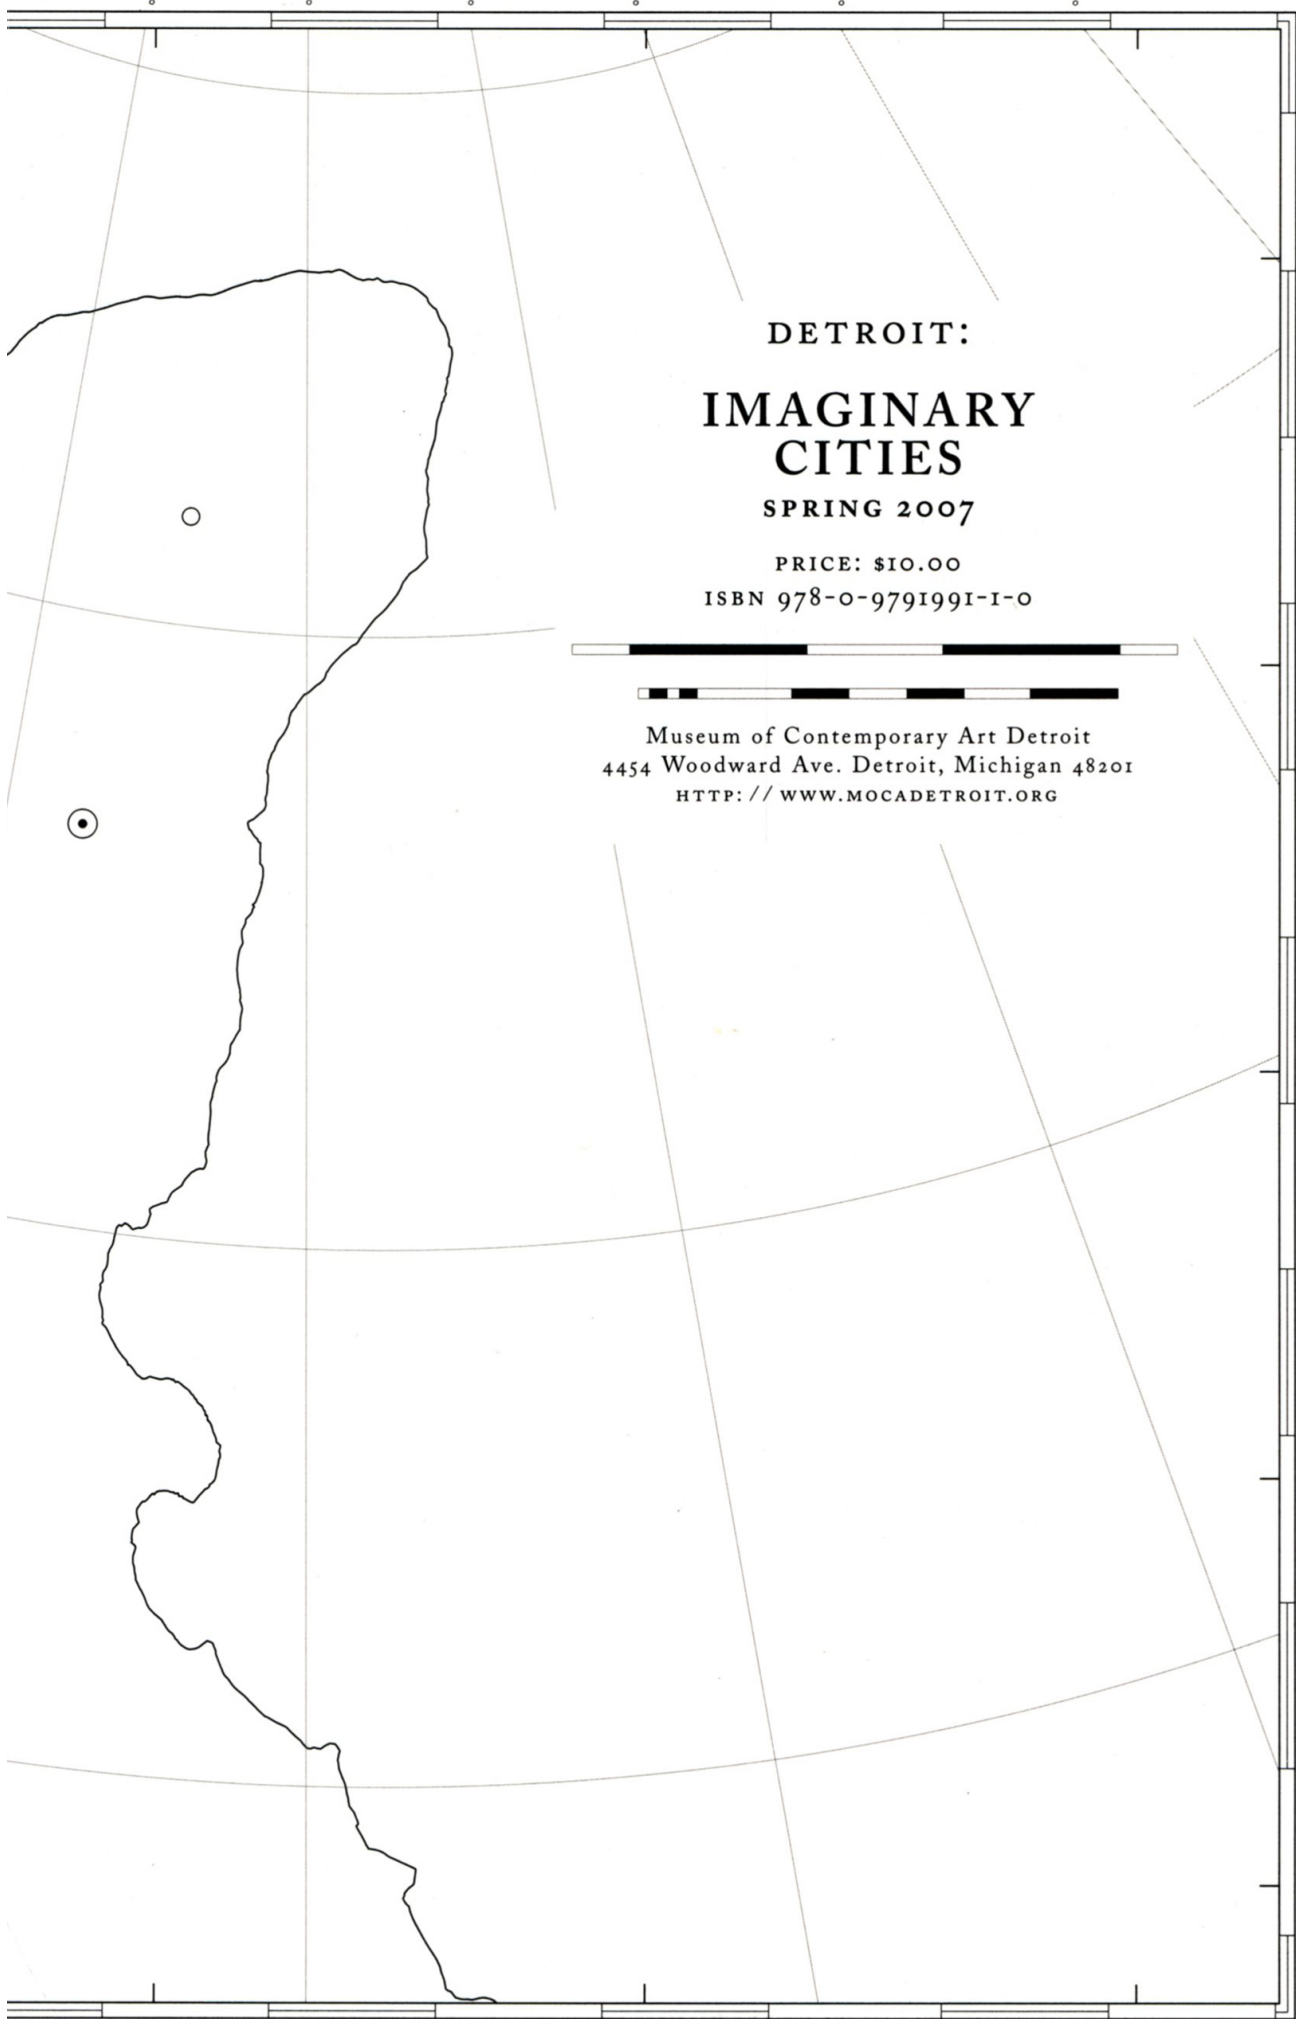 DETROIT:
IMAGINARY
CITIES
SPRING 2007
PRICE: $10.00
ISBN 978-0-9791991-1-0
Museum of Contemporary Art Detroit
4454 Woodward Ave. Detroit, Michigan 48201
HTTP://WWW.MOCADETROIT.ORG